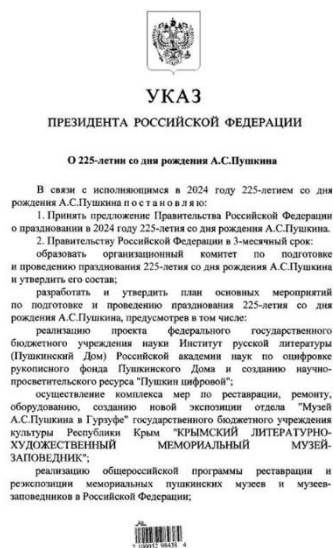 УКАЗ
ПРЕЗИДЕНТА РОССИЙСКОЙ ФЕДЕРАЦИИ
О 225-летии со дня рождения А.С.Пушкина
В связи с исполняющимся в 2024 году 225-летием со дня
рождения А.С.Пушкина п о с т а н о в л я ю:
1. Принять предложение Правительства Российской Федерации
о праздновании в 2024 году 225-летия со дня рождения А.С.Пушкина.
2. Правительству Российской Федерации в 3-месячный срок:
образовать организационный комитет по подготовке
и проведению празднования 225-летия со дня рождения А.С.Пушкина
и утвердить его состав;
разработать и утвердить план основных мероприятий
по подготовке и проведению празднования 225-летия со дня
рождения А.С.Пушкина, предусмотрев в том числе:
реализацию проекта федерального государственного
бюджетного учреждения науки Институт русской литературы
(Пушкинский Дом) Российской академии наук по оцифровке
рукописного фонда Пушкинского Дома и созданию научно-
просветительского ресурса "Пушкин цифровой";
осуществление комплекса мер по реставрации, ремонту,
оборудованию, созданию новой экспозиции отдела "Музей
А.С.Пушкина в Гурзуфе" государственного бюджетного учреждения
культуры Республики Крым "КРЫМСКИЙ ЛИТЕРАТУРНО-
ХУДОЖЕСТВЕННЫЙ МЕМОРИАЛЬНЫЙ МУЗЕЙ-
ЗАПОВЕДНИК";
реализацию общероссийской программы реставрации и
реэкспозиции мемориальных пушкинских музеев и музеев-
заповедников в Российской Федерации;
2 100052 98438 4